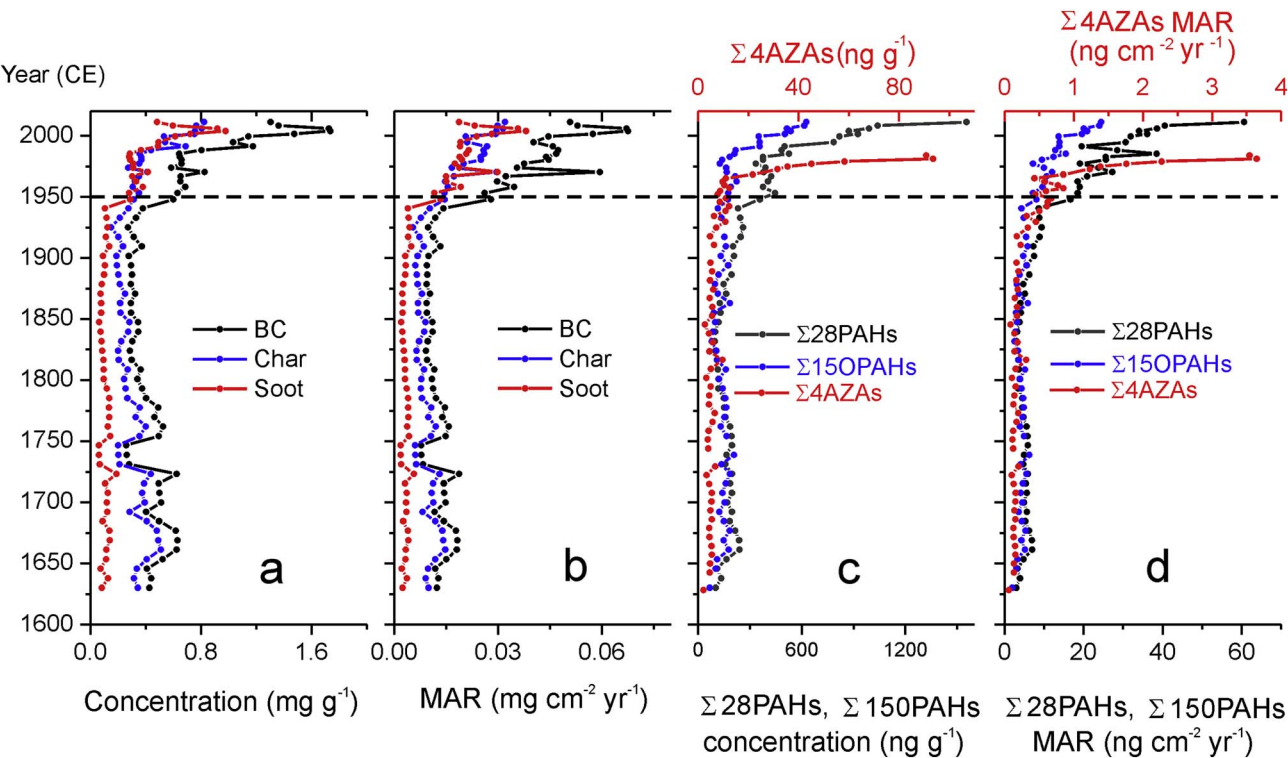 Σ4AZAs MAR
Σ4AZAs (ng g-1)
(ng cm-2 yr-1)
Year (CE)
0 40 80
0 1 2 3 4
2000
1950
1900
1850
1800
1750
1700
1650
1600
BC
Char
Soot
a
BC
Char
Soot
b
Σ28PAHs
Σ15OPAHs
Σ4AZAs
c
Σ28PAHs
Σ15OPAHs
Σ4AZAs
d
0.0 0.8 1.6
0.00 0.03 0.06
0 600 1200
0 20 40 60
Concentration (mg g-1)
MAR (mg cm-2 yr-1)
Σ28PAHs, Σ150PAHs
concentration (ng g-1)
Σ28PAHs, Σ150PAHs
MAR (ng cm-2 yr-1)